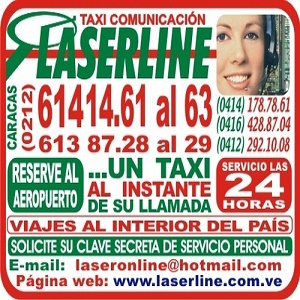 TAXI COMUNICACIÓN
LASERLINE
CARACAS
(0212)
61414.61 al 63
613 87.28 al 29
(0414) 178.78.61
(0416) 428.87.04
(0412) 292.10.08
RESERVE AL
AEROPUERTO
...UN TAXI
AL INSTANTE
DE SU LLAMADA
SERVICIO LAS
24
HORAS
VIAJES AL INTERIOR DEL PAÍS
SOLICITE SU CLAVE SECRETA DE SERVICIO PERSONAL
E-mail: laseronline@hotmail.com
Página web: www.laserline.com.ve